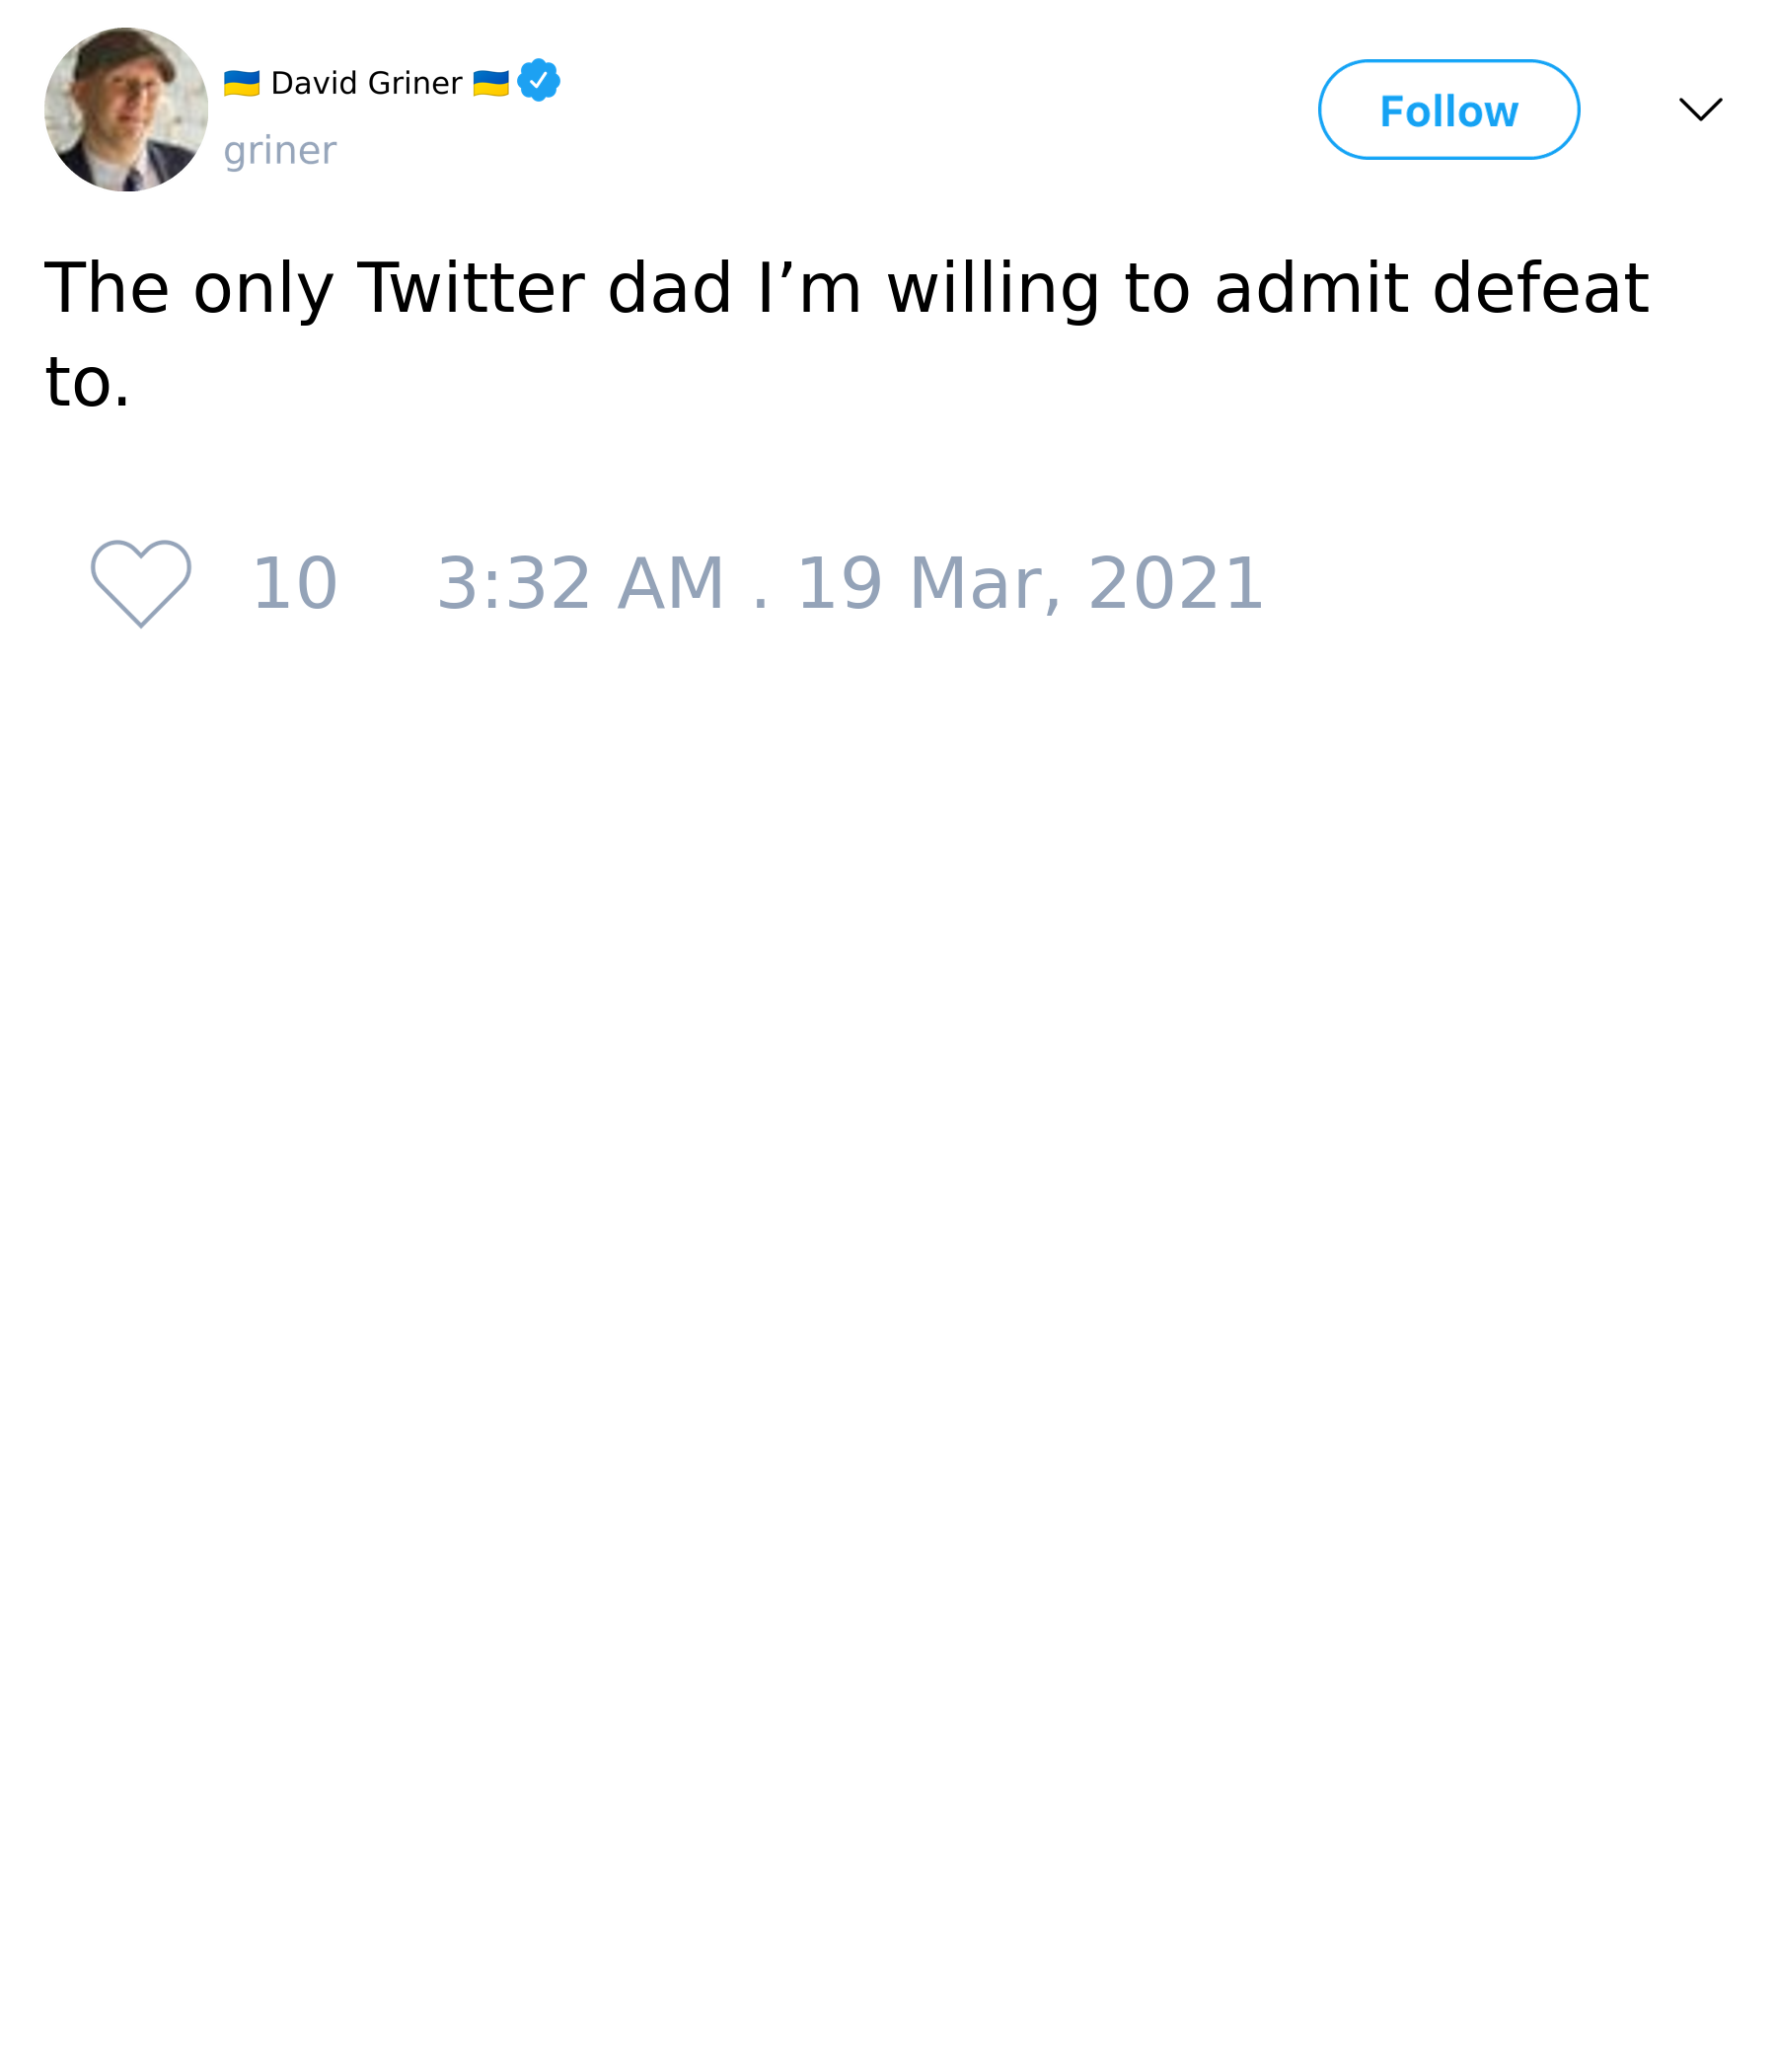 🇺🇦 David Griner 🇺🇦
griner
Follow
The only Twitter dad I’m willing to admit defeat
to.
10 3:32 AM . 19 Mar, 2021